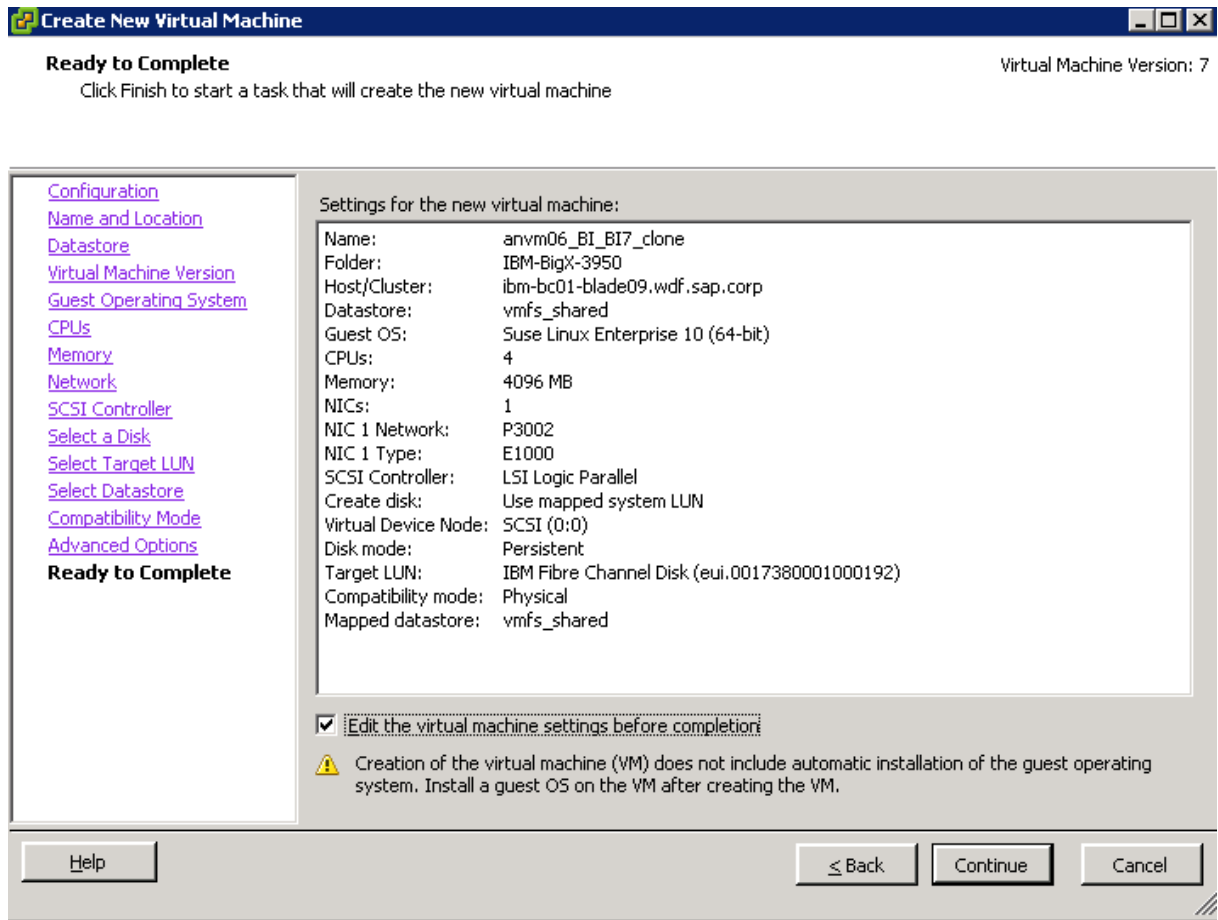 Create New Virtual Machine
Ready to Complete
Click Finish to start a task that will create the new virtual machine
Virtual Machine Version: 7
Configuration
Name and Location
Datastore
Virtual Machine Version
Guest Operating System
CPUs
Memory
Network
SCSI Controller
Select a Disk
Select Target LUN
Select Datastore
Compatibility Mode
Advanced Options
Ready to Complete
Settings for the new virtual machine:
Name: anvm06_BI_BI7_clone
Folder: IBM-BigX-3950
Host/Cluster: ibm-bc01-blade09.wdf.sap.corp
Datastore: vmfs_shared
Guest OS: Suse Linux Enterprise 10 (64-bit)
CPUs: 4
Memory: 4096 MB
NICs: 1
NIC 1 Network: P3002
NIC 1 Type: E1000
SCSI Controller: LSI Logic Parallel
Create disk: Use mapped system LUN
Virtual Device Node: SCSI (0:0)
Disk mode: Persistent
Target LUN: IBM Fibre Channel Disk (eui.0017380001000192)
Compatibility mode: Physical
Mapped datastore: vmfs_shared
Edit the virtual machine settings before completion
Creation of the virtual machine (VM) does not include automatic installation of the guest operating
system. Install a guest OS on the VM after creating the VM.
Help
< Back
Continue
Cancel